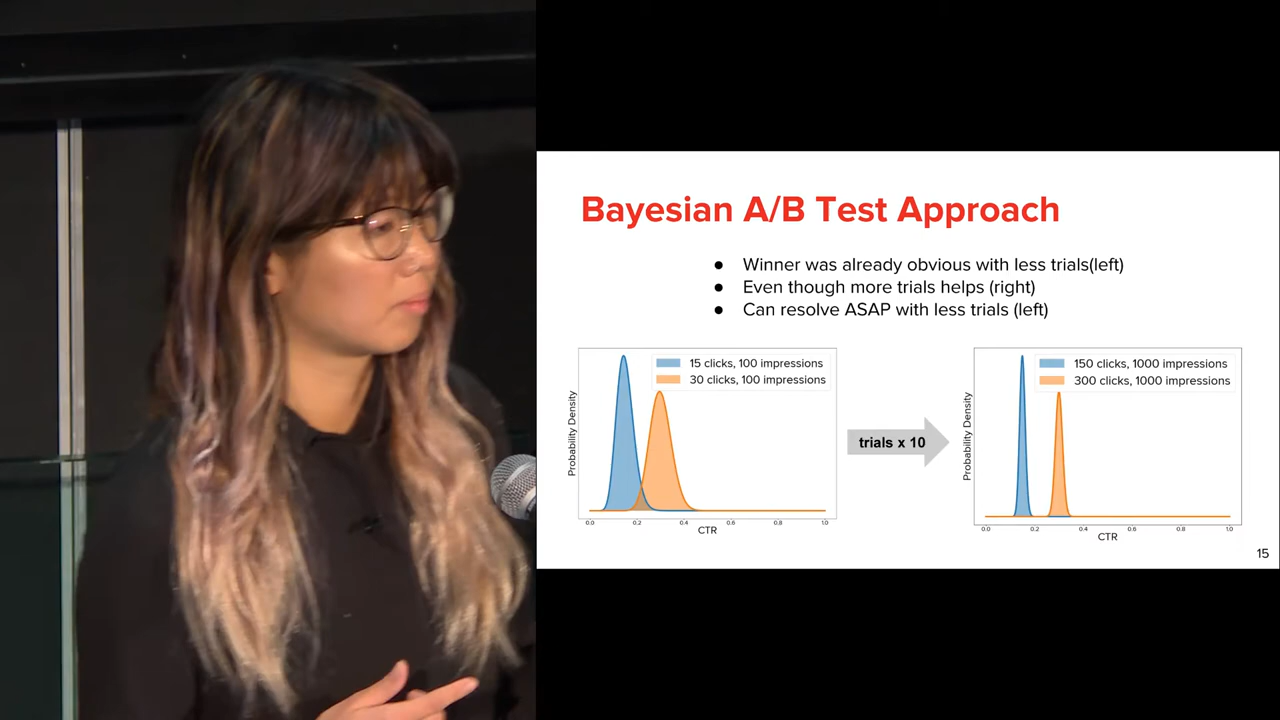 Bayesian A/B Test Approach
● Winner was already obvious with less trials(left)
● Even though more trials helps (right)
● Can resolve ASAP with less trials (left)
15 clicks, 100 impressions
30 clicks, 100 impressions
Probability Density
0.0 0.2 0.4 0.6 0.8 1.0
CTR
trials x 10
150 clicks, 1000 impressions
300 clicks, 1000 impressions
Probability Density
0.0 0.2 0.4 0.6 0.8 1.0
CTR
15